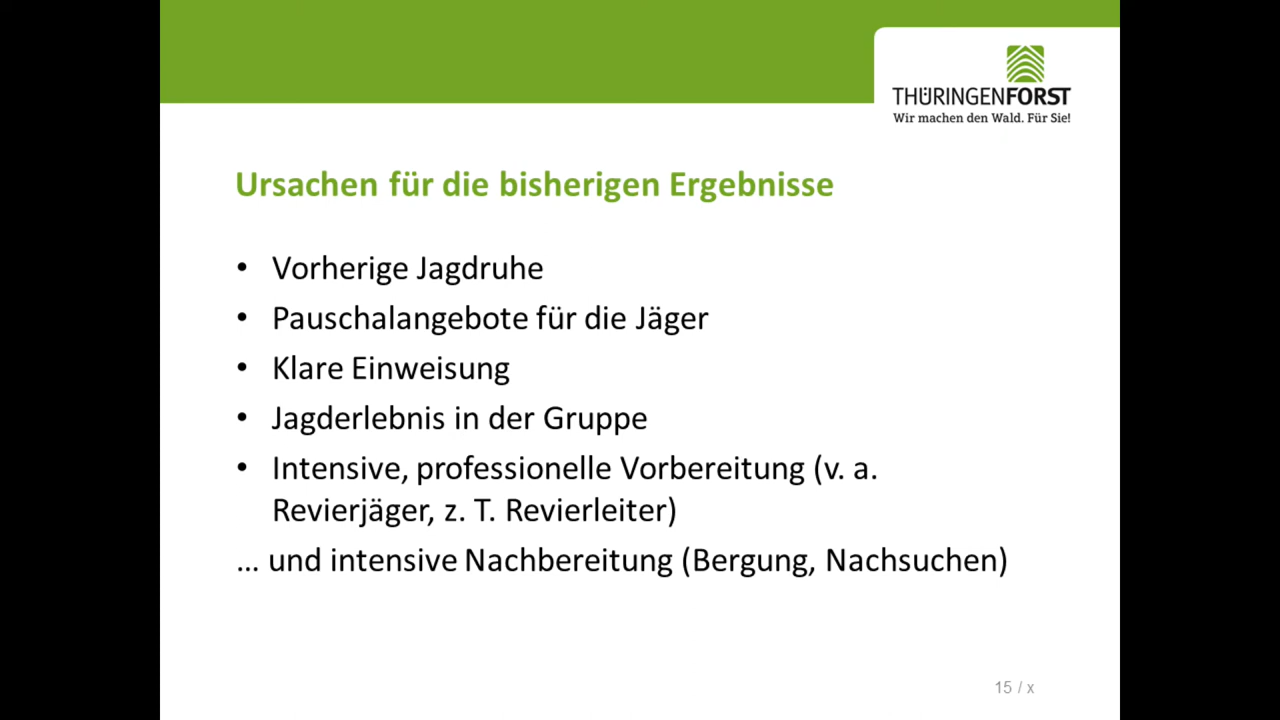 THÜRINGENFORST
Wir machen den Wald. Für Sie!
Ursachen für die bisherigen Ergebnisse
• Vorherige Jagdruhe
• Pauschalangebote für die Jäger
• Klare Einweisung
• Jagderlebnis in der Gruppe
• Intensive, professionelle Vorbereitung (v. a.
Revierjäger, z. T. Revierleiter)
... und intensive Nachbereitung (Bergung, Nachsuchen)
15 / x